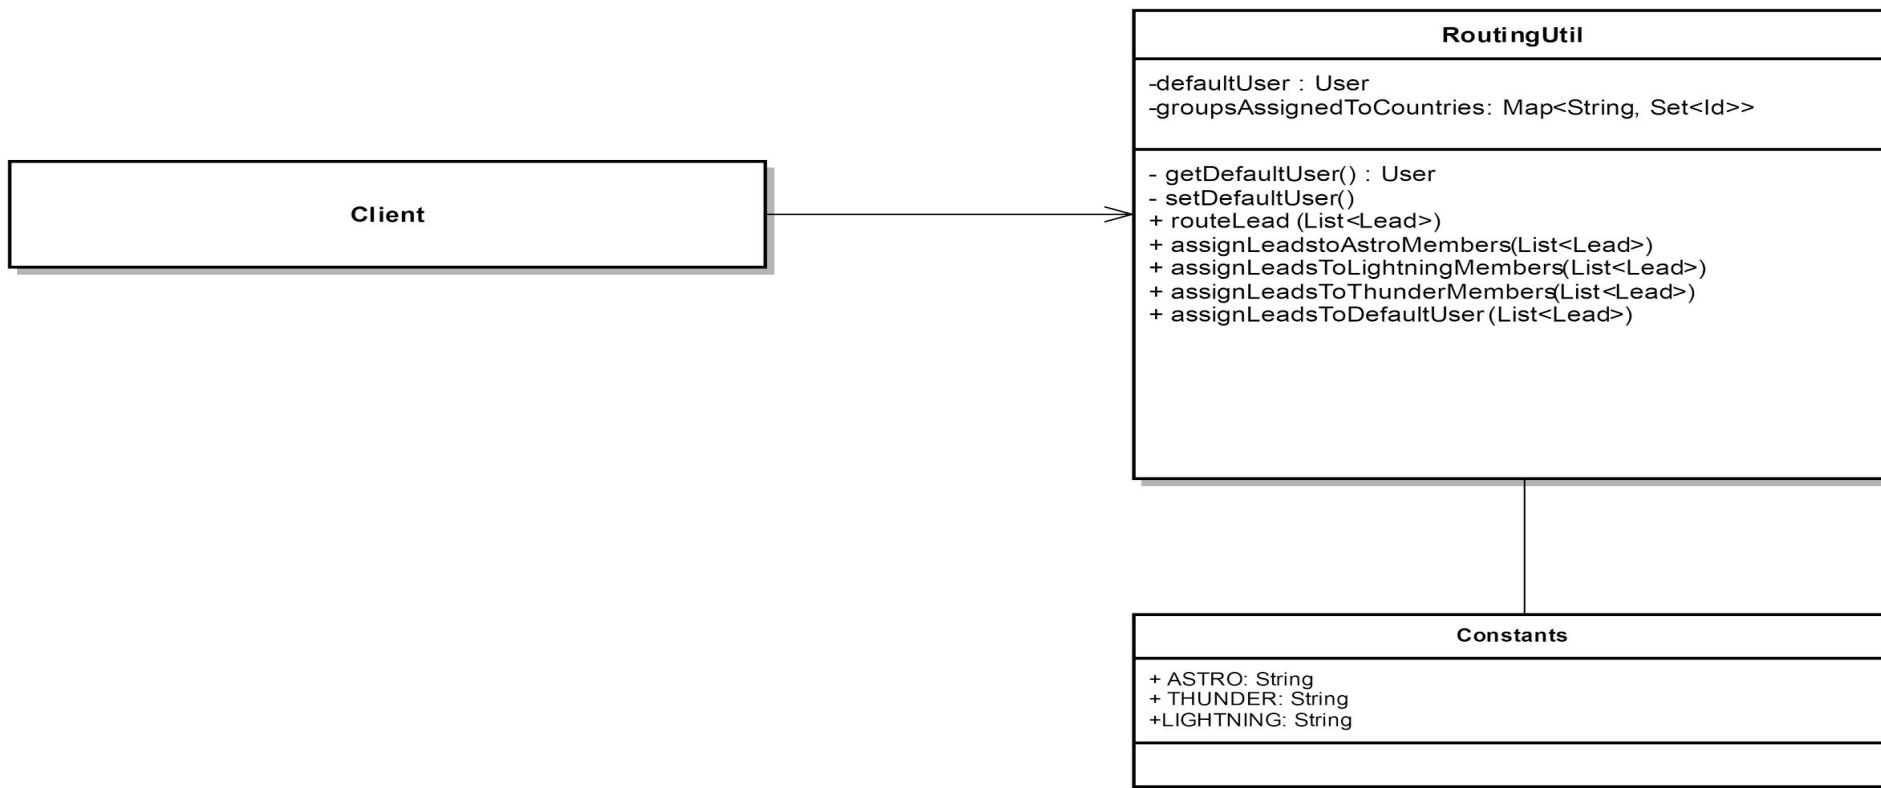 RoutingUtil
-defaultUser : User
-groupsAssignedToCountries: Map<String, Set<Id>>
Client
- getDefaultUser() : User
- setDefaultUser()
+ routeLead (List<Lead>)
+ assignLeadstoAstroMembers(List<Lead>)
+ assignLeadsToLightningMembers(List<Lead>)
+ assignLeadsToThunderMembers(List<Lead>)
+ assignLeadsToDefaultUser (List<Lead>)
Constants
+ ASTRO: String
+ THUNDER: String
+LIGHTNING: String